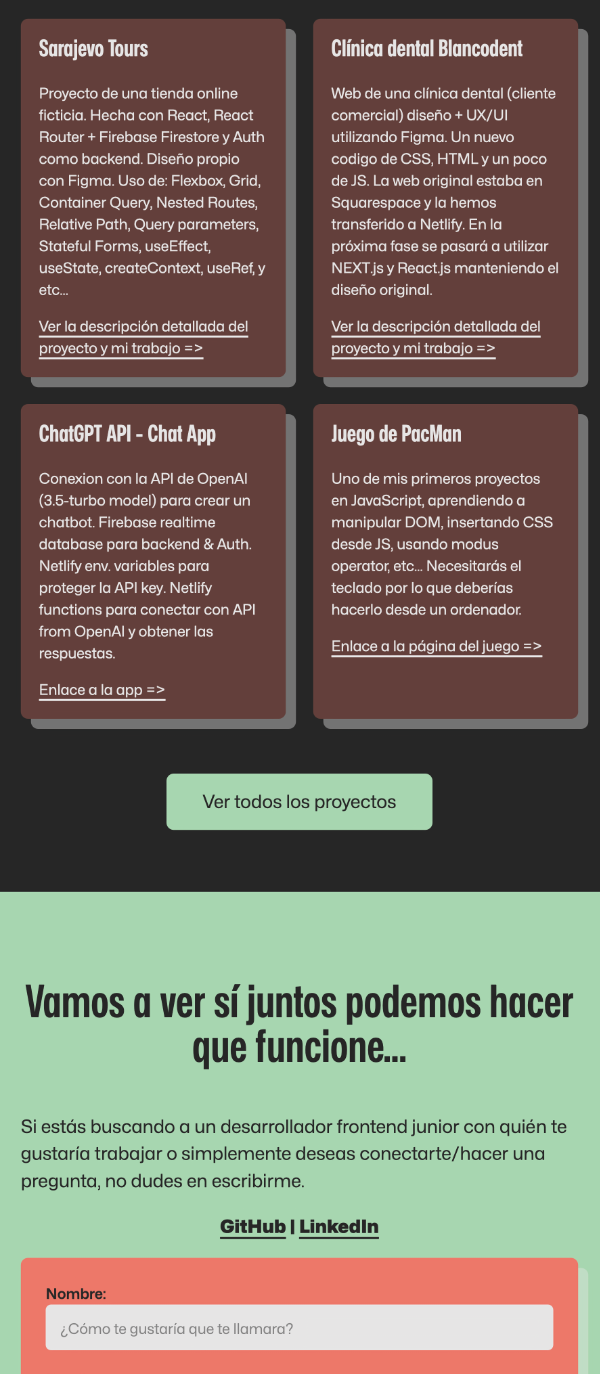 Sarajevo Tours
Proyecto de una tienda online
ficticia. Hecha con React, React
Router + Firebase Firestore y Auth
como backend. Diseño propio
con Figma. Uso de: Flexbox, Grid,
Container Query, Nested Routes,
Relative Path, Query parameters,
Stateful Forms, useEffect,
useState, createContext, useRef, y
etc...
Ver la descripción detallada del
proyecto y mi trabajo =>
Clínica dental Blancodent
Web de una clínica dental (cliente
comercial) diseño + UX/UI
utilizando Figma. Un nuevo
codigo de CSS, HTML y un poco
de JS. La web original estaba en
Squarespace y la hemos
transferido a Netlify. En la
próxima fase se pasará a utilizar
NEXT.js y React.js manteniendo el
diseño original.
Ver la descripción detallada del
proyecto y mi trabajo =>
ChatGPT API - Chat App
Conexion con la API de OpenAI
(3.5-turbo model) para crear un
chatbot. Firebase realtime
database para backend & Auth.
Netlify env. variables para
proteger la API key. Netlify
functions para conectar con API
from OpenAI y obtener las
respuestas.
Enlace a la app =>
Juego de PacMan
Uno de mis primeros proyectos
en JavaScript, aprendiendo a
manipular DOM, insertando CSS
desde JS, usando modus
operator, etc... Necesitarás el
teclado por lo que deberías
hacerlo desde un ordenador.
Enlace a la página del juego =>
Ver todos los proyectos
Vamos a ver sí juntos podemos hacer
que funcione...
Si estás buscando a un desarrollador frontend junior con quién te
gustaría trabajar o simplemente deseas conectarte/hacer una
pregunta, no dudes en escribirme.
GitHub | LinkedIn
Nombre:
¿Cómo te gustaría que te llamara?